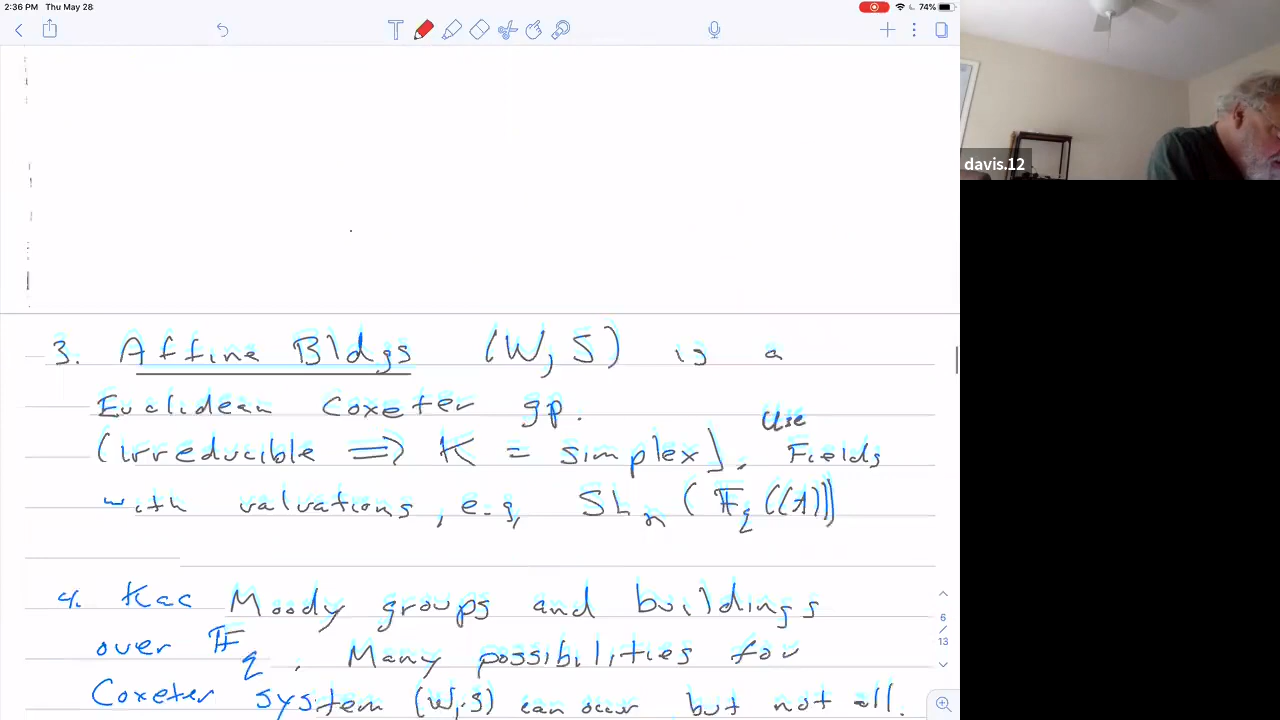 2:36 PM Thu May 28
74%
davis.12
3. Affine Bldgs (W, S) is a
Euclidean Coxeter gp.
Use
(irreducible ⟹ K = simplex). Fields
with valuations, e.g, SL_n (𝔽_q((t)))
4. Kac Moody groups and buildings
over 𝔽_q. Many possibilities for
Coxeter system (W,S) can occur but not all.
6
/
13